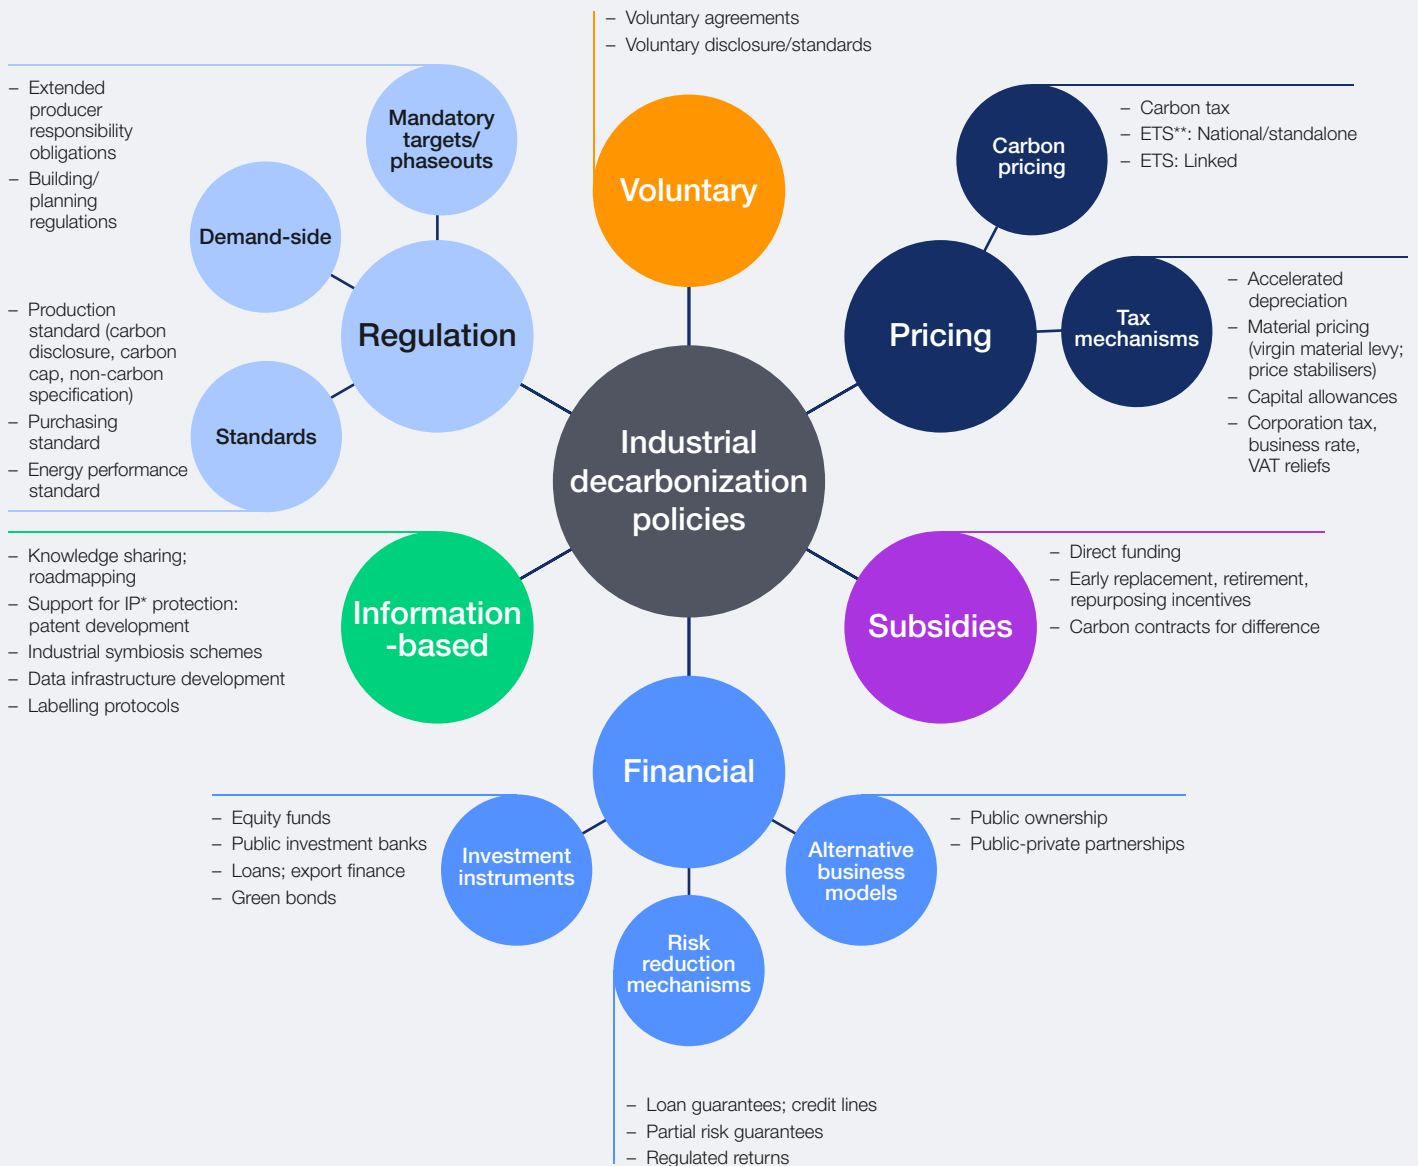 – Voluntary agreements
– Voluntary disclosure/standards
Voluntary
– Extended
producer
responsibility
obligations
– Building/
planning
regulations
Mandatory
targets/
phaseouts
Demand-side
Regulation
– Production
standard (carbon
disclosure, carbon
cap, non-carbon
specification)
– Purchasing
standard
– Energy performance
standard
Standards
Carbon
pricing
– Carbon tax
– ETS**: National/standalone
– ETS: Linked
Pricing
Tax
mechanisms
– Accelerated
depreciation
– Material pricing
(virgin material levy;
price stabilisers)
– Capital allowances
– Corporation tax,
business rate,
VAT reliefs
Industrial
decarbonization
policies
– Knowledge sharing;
roadmapping
– Support for IP* protection:
patent development
– Industrial symbiosis schemes
– Data infrastructure development
– Labelling protocols
Information
-based
Subsidies
– Direct funding
– Early replacement, retirement,
repurposing incentives
– Carbon contracts for difference
Financial
– Equity funds
– Public investment banks
– Loans; export finance
– Green bonds
Investment
instruments
Alternative
business
models
– Public ownership
– Public-private partnerships
Risk
reduction
mechanisms
– Loan guarantees; credit lines
– Partial risk guarantees
– Regulated returns